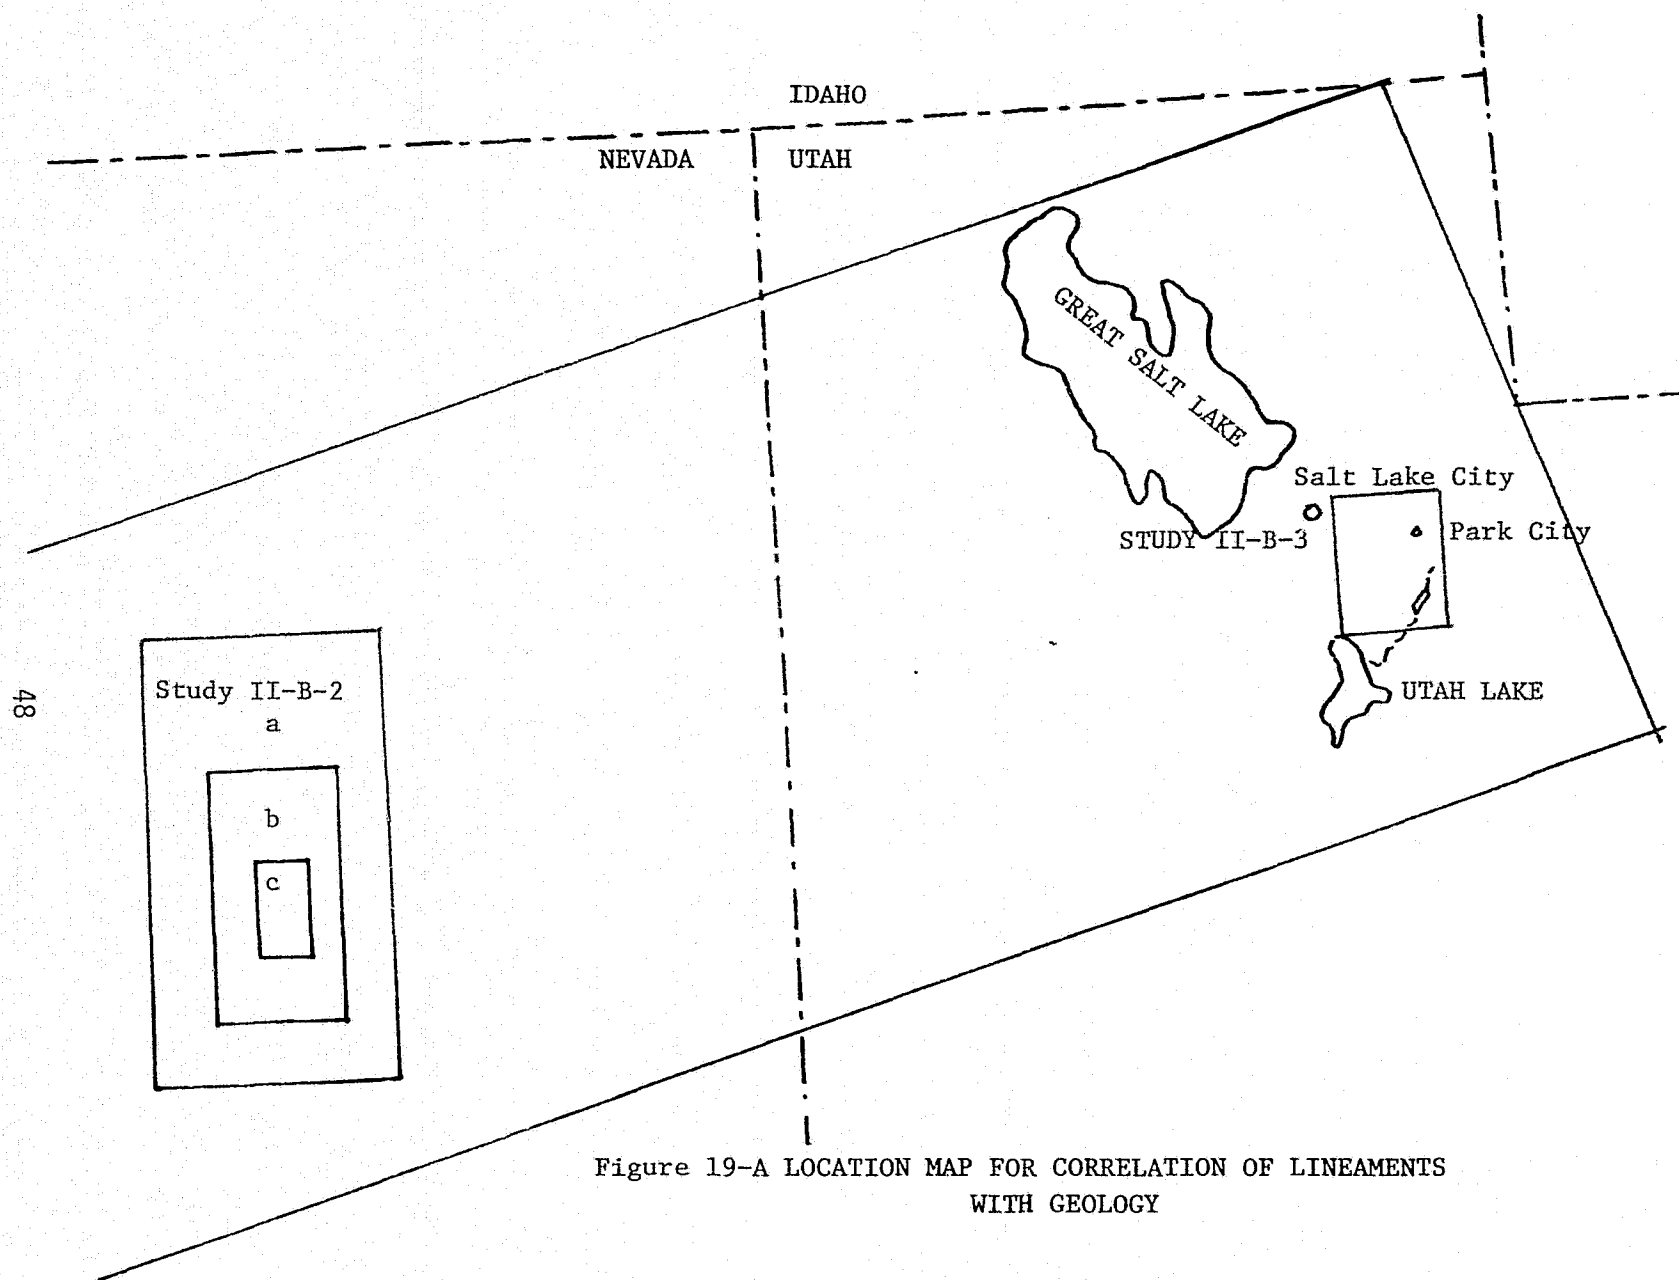 IDAHO
NEVADA
UTAH
GREAT SALT LAKE
Salt Lake City
STUDY II-B-3
Park City
UTAH LAKE
Study II-B-2
a
b
c
48
Figure 19-A LOCATION MAP FOR CORRELATION OF LINEAMENTS
WITH GEOLOGY